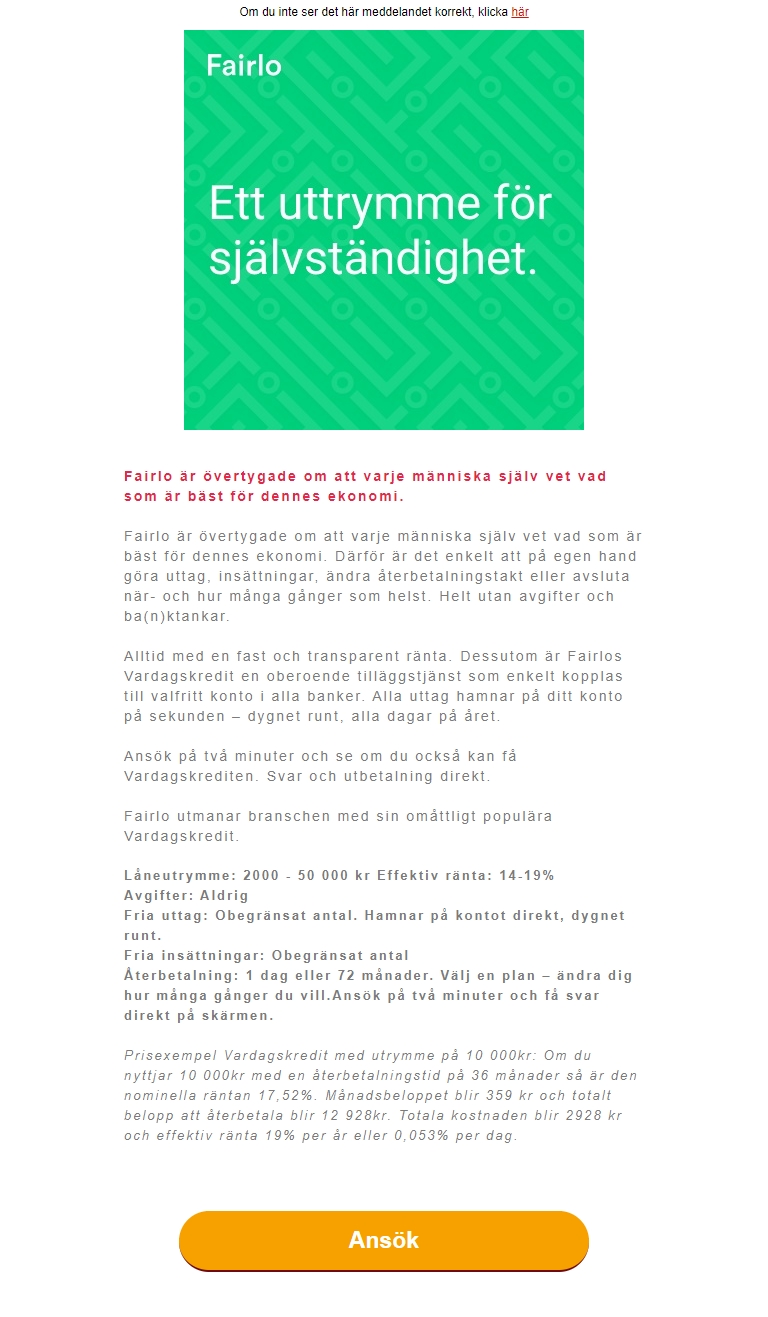 Om du inte ser det här meddelandet korrekt, klicka här
Fairlo
Ett uttrymme för
självständighet.
Fairlo är övertygade om att varje människa själv vet vad
som är bäst för dennes ekonomi.
Fairlo är övertygade om att varje människa själv vet vad som är
bäst för dennes ekonomi. Därför är det enkelt att på egen hand
göra uttag, insättningar, ändra återbetalningstakt eller avsluta
när- och hur många gånger som helst. Helt utan avgifter och
ba(n)ktankar.
Alltid med en fast och transparent ränta. Dessutom är Fairlos
Vardagskredit en oberoende tilläggstjänst som enkelt kopplas
till valfritt konto i alla banker. Alla uttag hamnar på ditt konto
på sekunden – dygnet runt, alla dagar på året.
Ansök på två minuter och se om du också kan få
Vardagskrediten. Svar och utbetalning direkt.
Fairlo utmanar branschen med sin omåttligt populära
Vardagskredit.
Låneutrymme: 2000 - 50 000 kr Effektiv ränta: 14-19%
Avgifter: Aldrig
Fria uttag: Obegränsat antal. Hamnar på kontot direkt, dygnet
runt.
Fria insättningar: Obegränsat antal
Återbetalning: 1 dag eller 72 månader. Välj en plan – ändra dig
hur många gånger du vill.Ansök på två minuter och få svar
direkt på skärmen.
Prisexempel Vardagskredit med utrymme på 10 000kr: Om du
nyttjar 10 000kr med en återbetalningstid på 36 månader så är den
nominella räntan 17,52%. Månadsbeloppet blir 359 kr och totalt
belopp att återbetala blir 12 928kr. Totala kostnaden blir 2928 kr
och effektiv ränta 19% per år eller 0,053% per dag.
Ansök